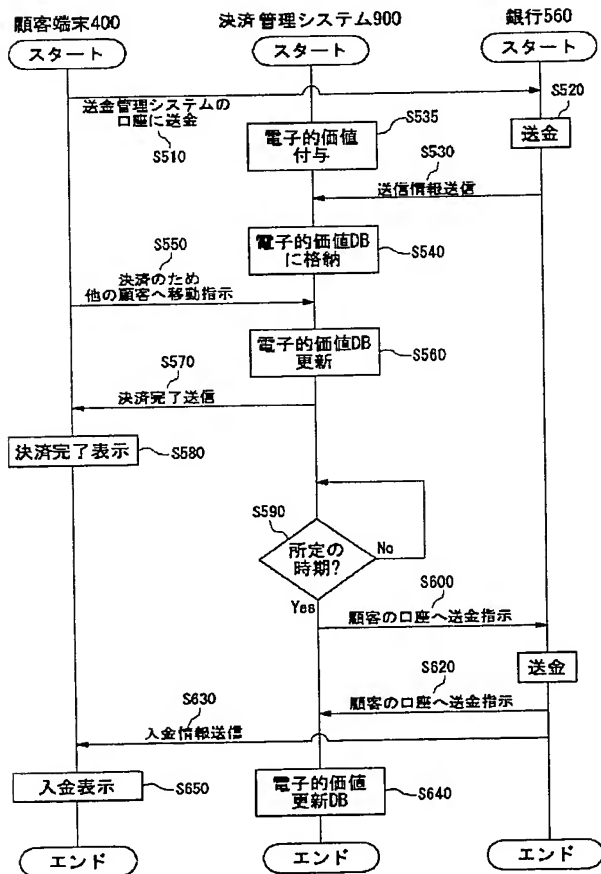 顧客端末400
決済管理システム900
銀行560
スタート
スタート
スタート
送金管理システムの
口座に送金
S510
S520
送金
S535
電子的価値
付与
S530
送信情報送信
電子的価値DB
に格納
S540
S550
決済のため
他の顧客へ移動指示
電子的価値DB
更新
S560
S570
決済完了送信
決済完了表示
S580
S590
所定の
時期?
No
Yes
S600
顧客の口座へ送金指示
送金
S620
顧客の口座へ送金指示
S630
入金情報送信
入金表示
S650
電子的価値
更新DB
S640
エンド
エンド
エンド